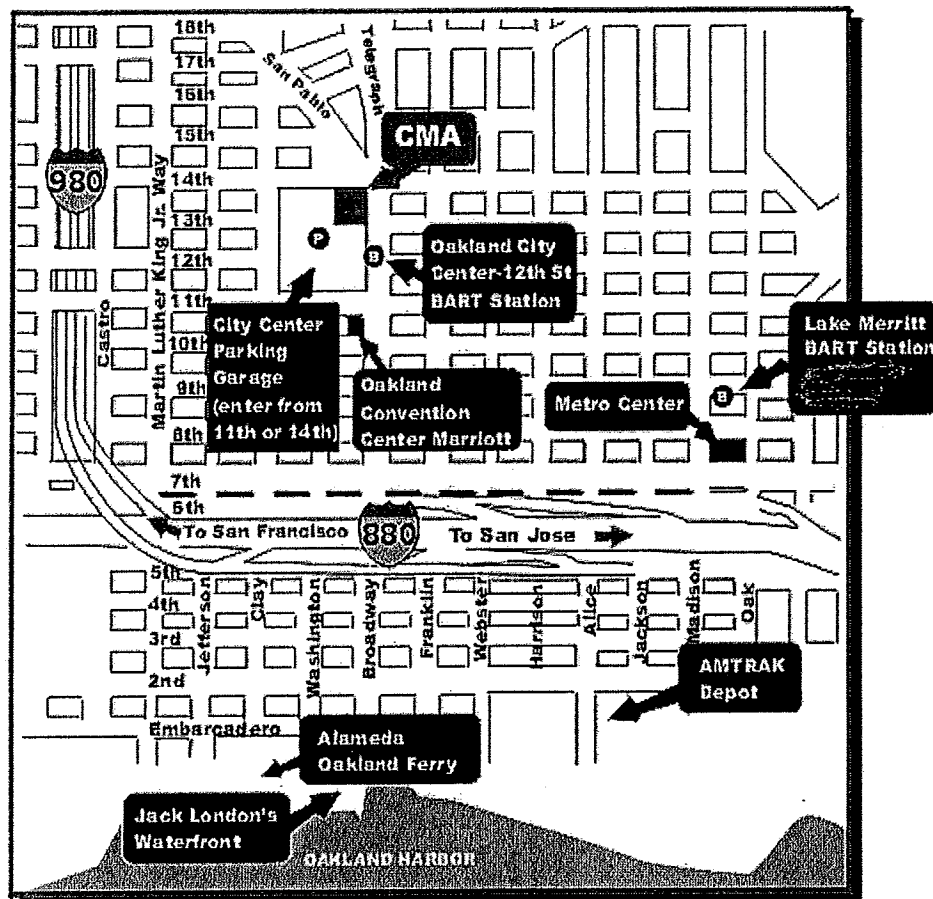 18th
17th
16th
15th
14th
13th
12th
11th
10th
9th
8th
7th
6th
5th
4th
3rd
2nd
Embarcadero
San Pablo
Telegraph
CMA
980
Martin Luther King Jr. Way
Castro
Oakland City
Center-12th St
BART Station
P
B
City Center
Parking
Garage
(enter from
11th or 14th)
Oakland
Convention
Center Marriott
Lake Merritt
BART Station
B
Metro Center
To San Francisco
880
To San Jose
Jefferson
Clay
Washington
Broadway
Franklin
Webster
Harrison
Alice
Jackson
Madison
Oak
AMTRAK
Depot
Alameda
Oakland Ferry
Jack London's
Waterfront
OAKLAND HARBOR